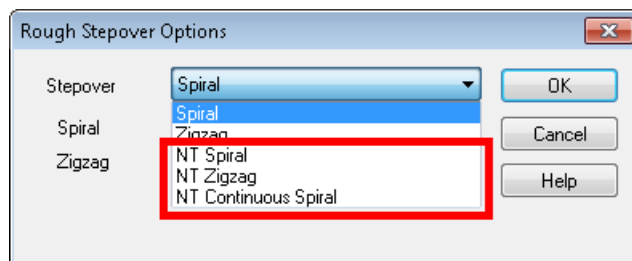 Rough Stepover Options
Stepover Spiral OK
Spiral
Spiral Zigzag Cancel
Zigzag NT Spiral
NT Zigzag Help
NT Continuous Spiral